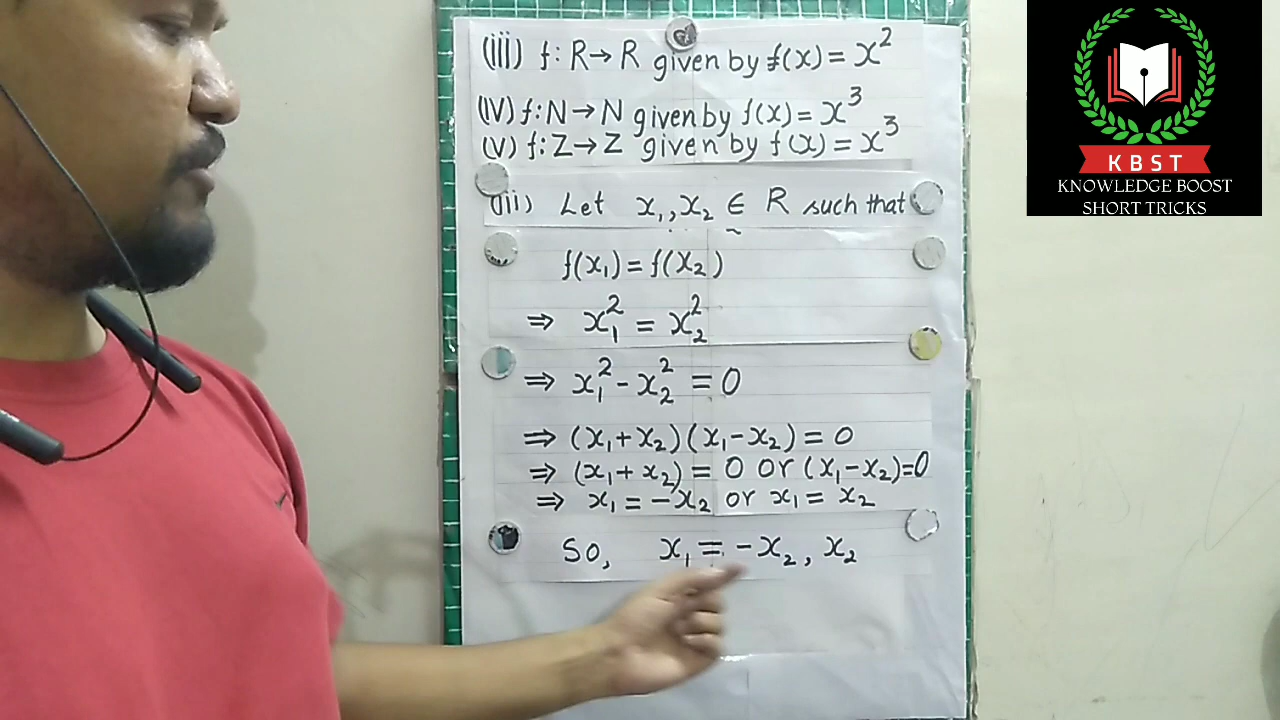 (iii) f: R→ R given by f(x) = x²
(iv) f: N → N given by f(x) = x³
(v) f: Z → Z given by f(x) = x³
(iii) Let x₁, x₂ ∈ R such that
f(x₁) = f(x₂)
⇒ x₁² = x₂²
⇒ x₁² - x₂² = 0
⇒ (x₁ + x₂) (x₁ - x₂) = 0
⇒ (x₁ + x₂) = 0 or (x₁ - x₂) = 0
⇒ x₁ = -x₂ or x₁ = x₂
So, x₁ = -x₂, x₂
KBST
KNOWLEDGE BOOST
SHORT TRICKS